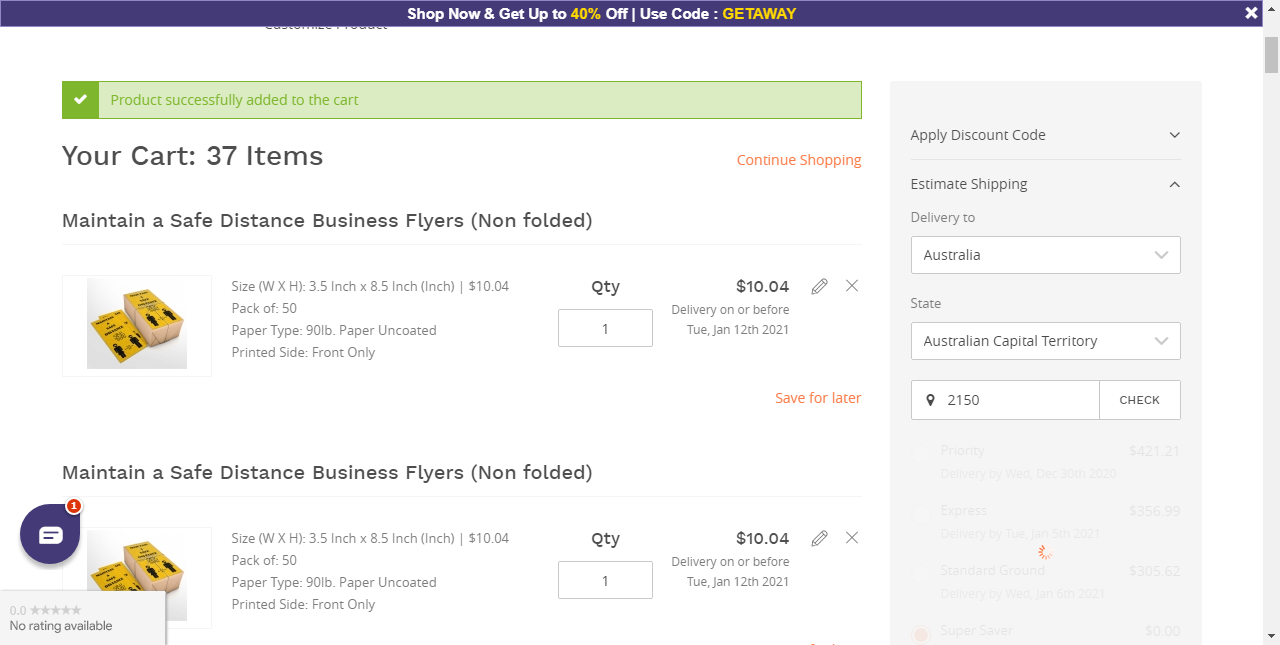 Shop Now & Get Up to 40% Off | Use Code : GETAWAY
Customize Product
Product successfully added to the cart
Your Cart: 37 Items
Continue Shopping
Maintain a Safe Distance Business Flyers (Non folded)
Size (W X H): 3.5 Inch x 8.5 Inch (Inch) | $10.04
Pack of: 50
Paper Type: 90lb. Paper Uncoated
Printed Side: Front Only
Qty
1
$10.04
Delivery on or before
Tue, Jan 12th 2021
Save for later
Maintain a Safe Distance Business Flyers (Non folded)
Size (W X H): 3.5 Inch x 8.5 Inch (Inch) | $10.04
Pack of: 50
Paper Type: 90lb. Paper Uncoated
Printed Side: Front Only
Qty
1
$10.04
Delivery on or before
Tue, Jan 12th 2021
1
0.0
No rating available
Apply Discount Code
Estimate Shipping
Delivery to
Australia
State
Australian Capital Territory
2150
CHECK
Priority $421.21
Delivery by Wed, Dec 30th 2020
Express $356.99
Delivery by Tue, Jan 5th 2021
Standard Ground $305.62
Delivery by Wed, Jan 6th 2021
Super Saver $0.00